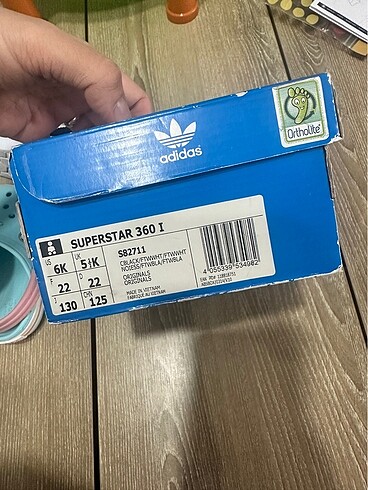 OrthoLite®
adidas
SUPERSTAR 360 I
US 6K
UK 5½K
F 22
D 22
J 130
CHN 125
S82711
CBLACK/FTWWHT/FTWWHT
NOIESS/FTWBLA/FTWBLA
ORIGINALS
ORIGINALS
MADE IN VIETNAM
FABRIQUE AU VIETNAM
4 055339 534982